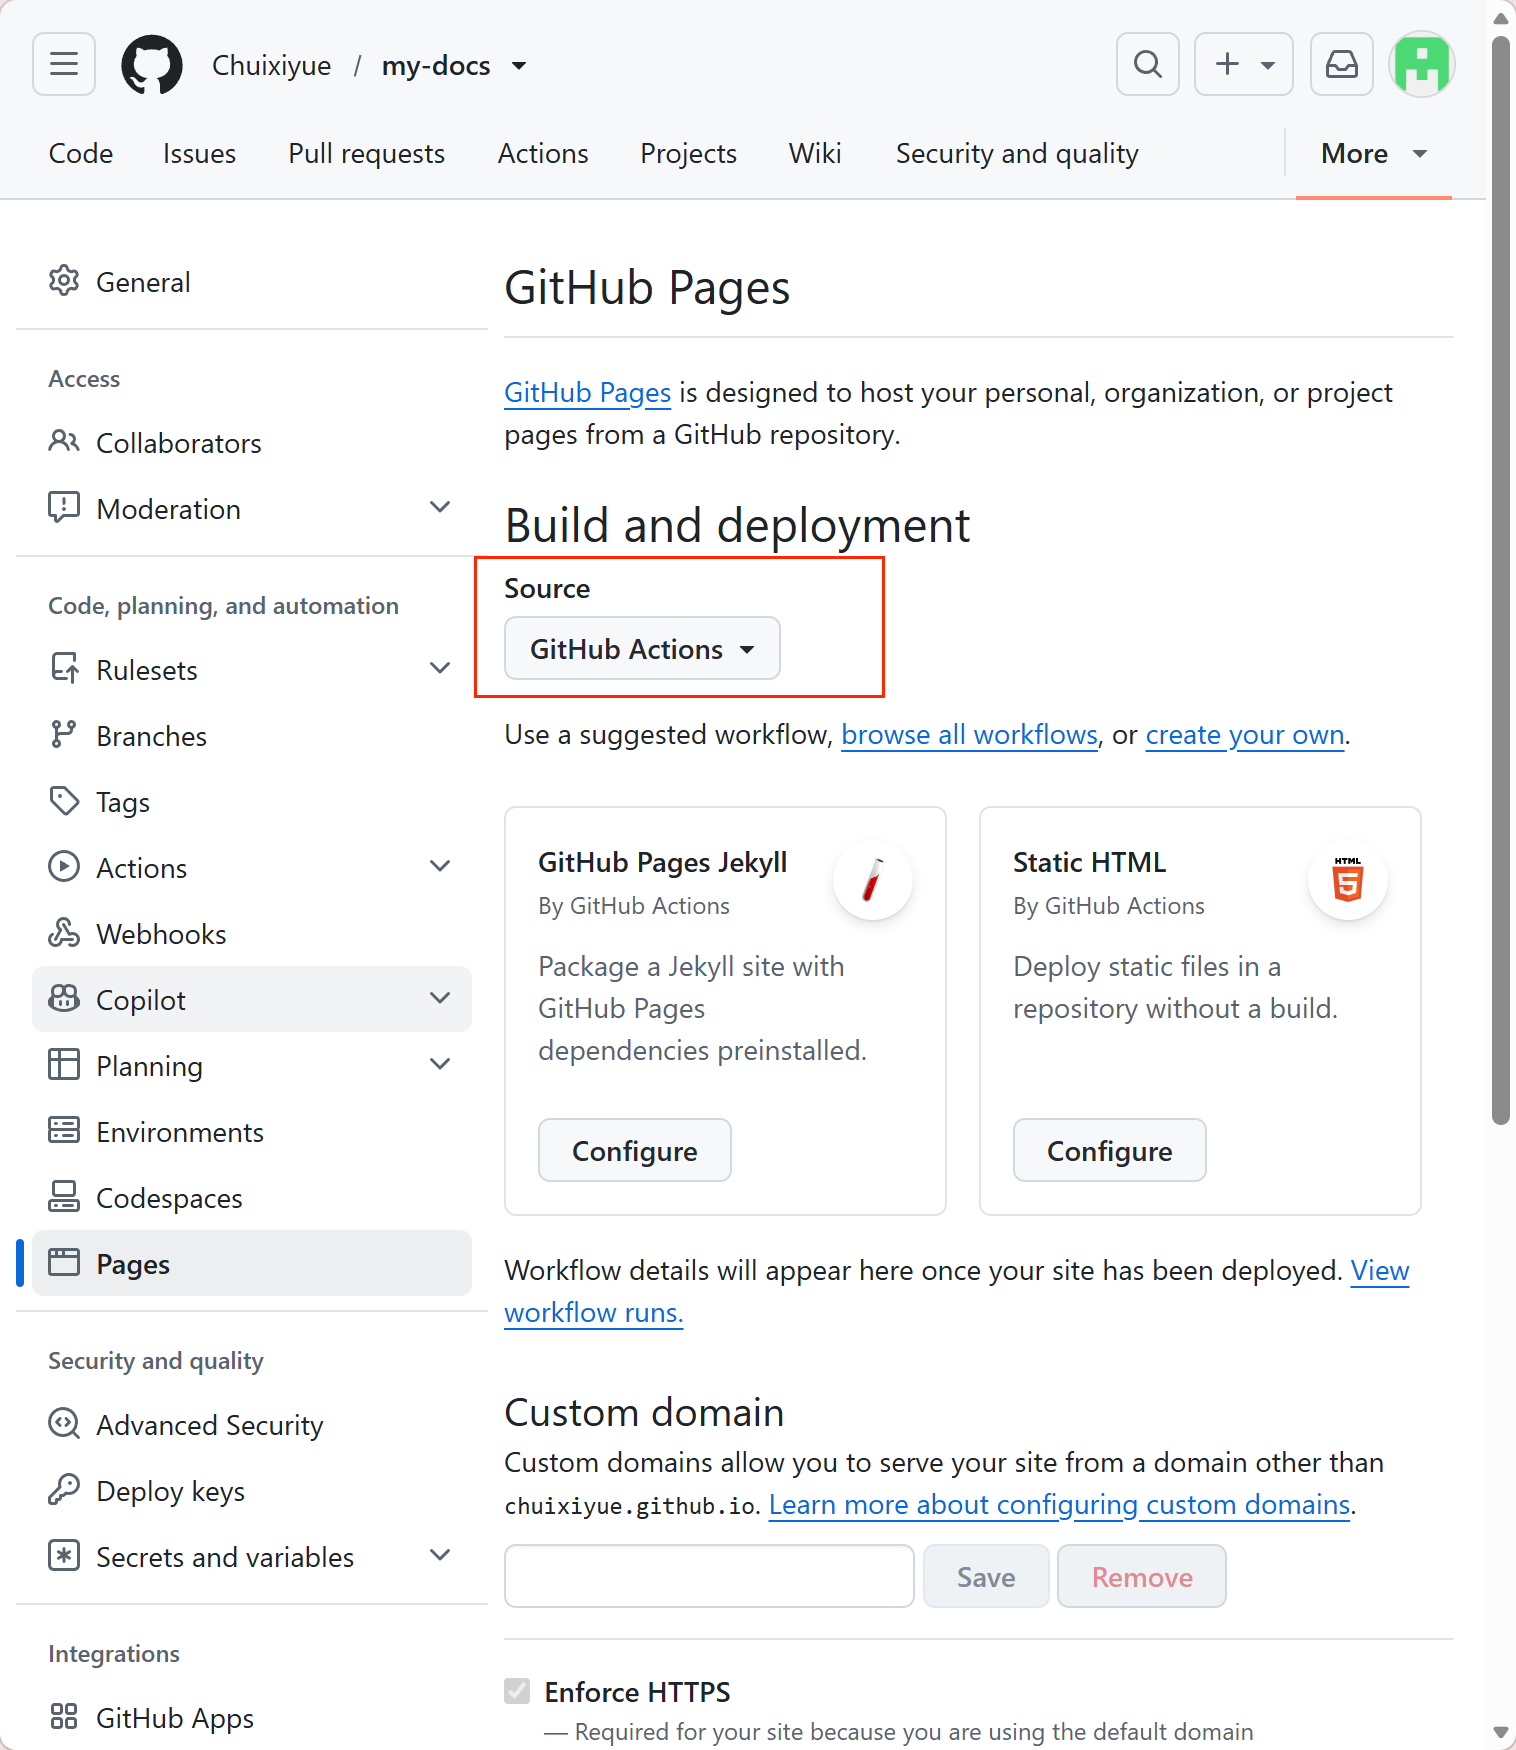 Chuixiyue / my-docs
Code Issues Pull requests Actions Projects Wiki Security and quality More
General
Access
Collaborators
Moderation
Code, planning, and automation
Rulesets
Branches
Tags
Actions
Webhooks
Copilot
Planning
Environments
Codespaces
Pages
Security and quality
Advanced Security
Deploy keys
Secrets and variables
Integrations
GitHub Apps
GitHub Pages
GitHub Pages is designed to host your personal, organization, or project
pages from a GitHub repository.
Build and deployment
Source
GitHub Actions
Use a suggested workflow, browse all workflows, or create your own.
GitHub Pages Jekyll
By GitHub Actions
Package a Jekyll site with
GitHub Pages
dependencies preinstalled.
Configure
Static HTML
By GitHub Actions
HTML
5
Deploy static files in a
repository without a build.
Configure
Workflow details will appear here once your site has been deployed. View
workflow runs.
Custom domain
Custom domains allow you to serve your site from a domain other than
chuixiyue.github.io. Learn more about configuring custom domains.
Save Remove
Enforce HTTPS
— Required for your site because you are using the default domain